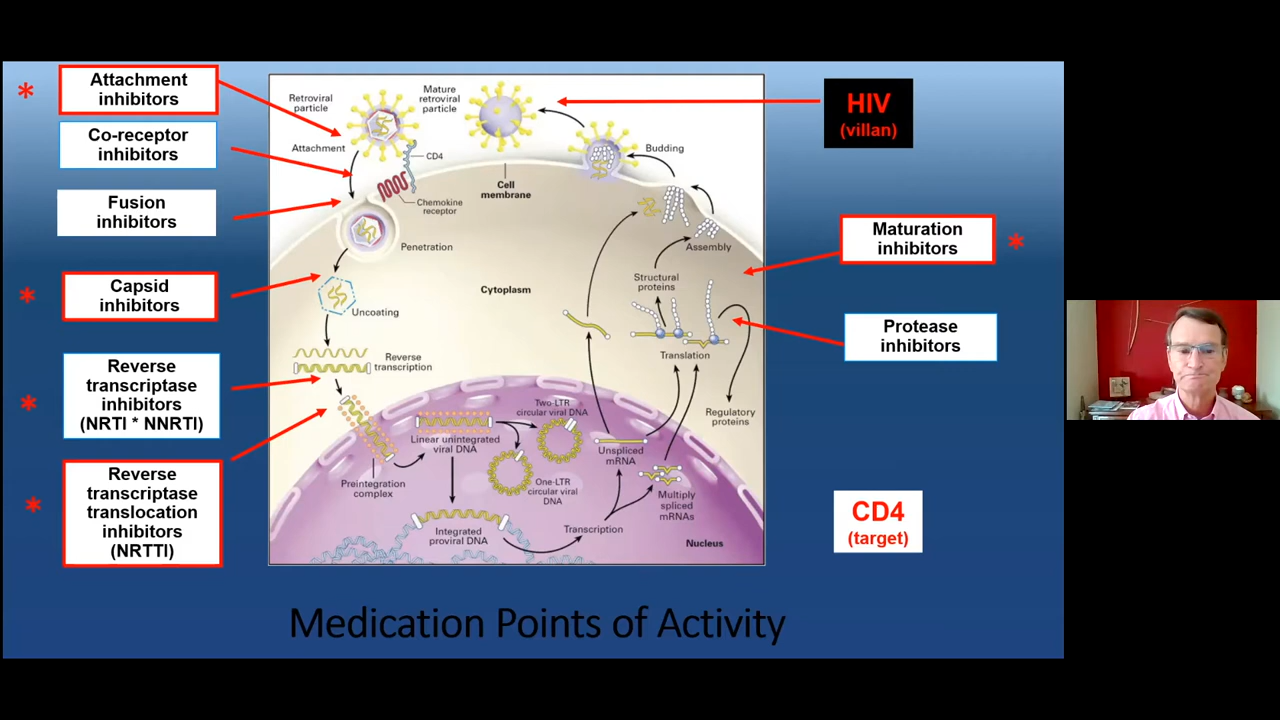 *
Attachment
inhibitors
Co-receptor
inhibitors
Fusion
inhibitors
*
Capsid
inhibitors
*
Reverse
transcriptase
inhibitors
(NRTI * NNRTI)
*
Reverse
transcriptase
translocation
inhibitors
(NRTTI)
Retroviral
particle
Mature
retroviral
particle
Attachment
CD4
Chemokine
receptor
Cell
membrane
Budding
Penetration
Assembly
Structural
proteins
Cytoplasm
Uncoating
Translation
Reverse
transcription
Regulatory
proteins
Two-LTR
circular viral DNA
Linear unintegrated
viral DNA
Unspliced
mRNA
One-LTR
circular viral
DNA
Preintegration
complex
Multiply
spliced
mRNAs
Integrated
proviral DNA
Transcription
Nucleus
HIV
(villan)
Maturation
inhibitors
*
Protease
inhibitors
CD4
(target)
Medication Points of Activity